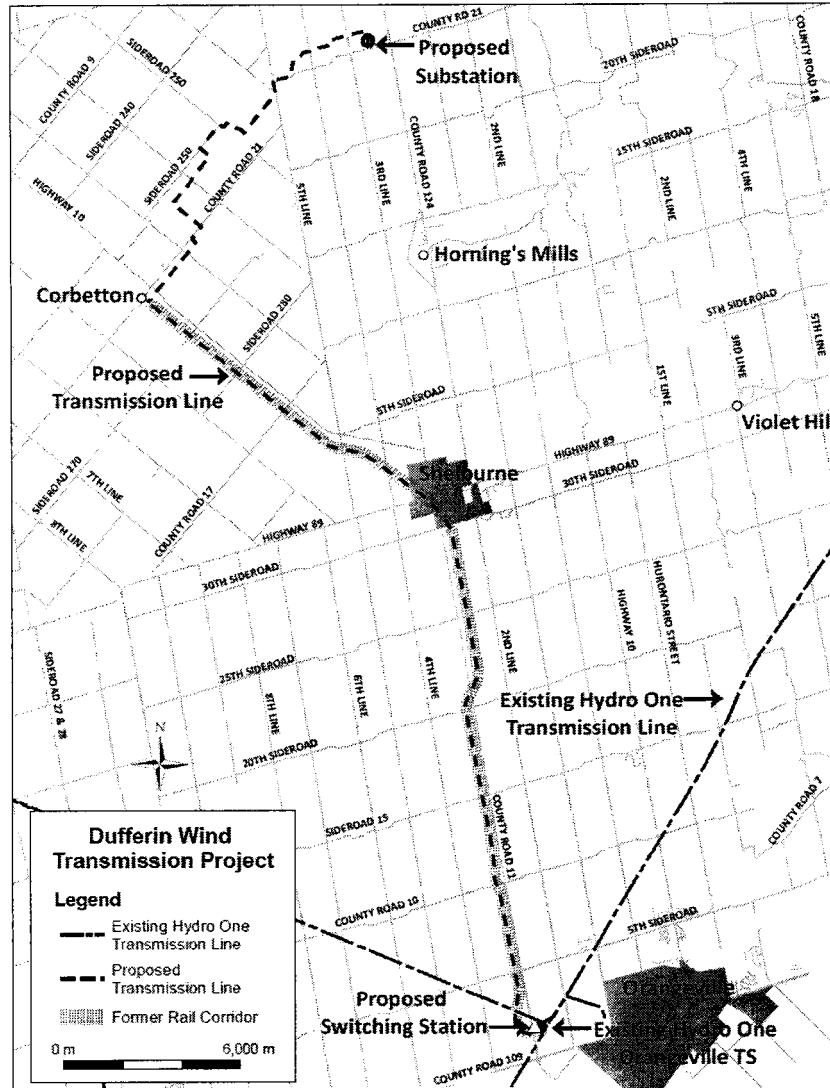 COUNTY RD 21
Proposed
Substation
COUNTY ROAD 9
SIDEROAD 250
20TH SIDEROAD
COUNTY ROAD 18
SIDEROAD 240
SIDEROAD 250
COUNTY ROAD 21
COUNTY ROAD 124
2ND LINE
15TH SIDEROAD
4TH LINE
HIGHWAY 10
5TH LINE
3RD LINE
2ND LINE
Horning's Mills
Corbetton
SIDEROAD 280
5TH SIDEROAD
3RD LINE
5TH LINE
Proposed
Transmission Line
1ST LINE
5TH SIDEROAD
Violet Hil
HIGHWAY 89
30TH SIDEROAD
Shelburne
SIDEROAD 270
7TH LINE
8TH LINE
COUNTY ROAD 17
HIGHWAY 89
30TH SIDEROAD
SIDEROAD 27 & 28
25TH SIDEROAD
8TH LINE
6TH LINE
4TH LINE
2ND LINE
HIGHWAY 10
HURONTARIO STREET
Existing Hydro One
Transmission Line
N
20TH SIDEROAD
SIDEROAD 15
COUNTY ROAD 11
COUNTY ROAD 7
COUNTY ROAD 10
5TH SIDEROAD
Dufferin Wind
Transmission Project
Legend
Existing Hydro One
Transmission Line
Proposed
Transmission Line
Former Rail Corridor
0 m 6,000 m
Proposed
Switching Station
Orangeville
Existing Hydro One
Orangeville TS
COUNTY ROAD 109